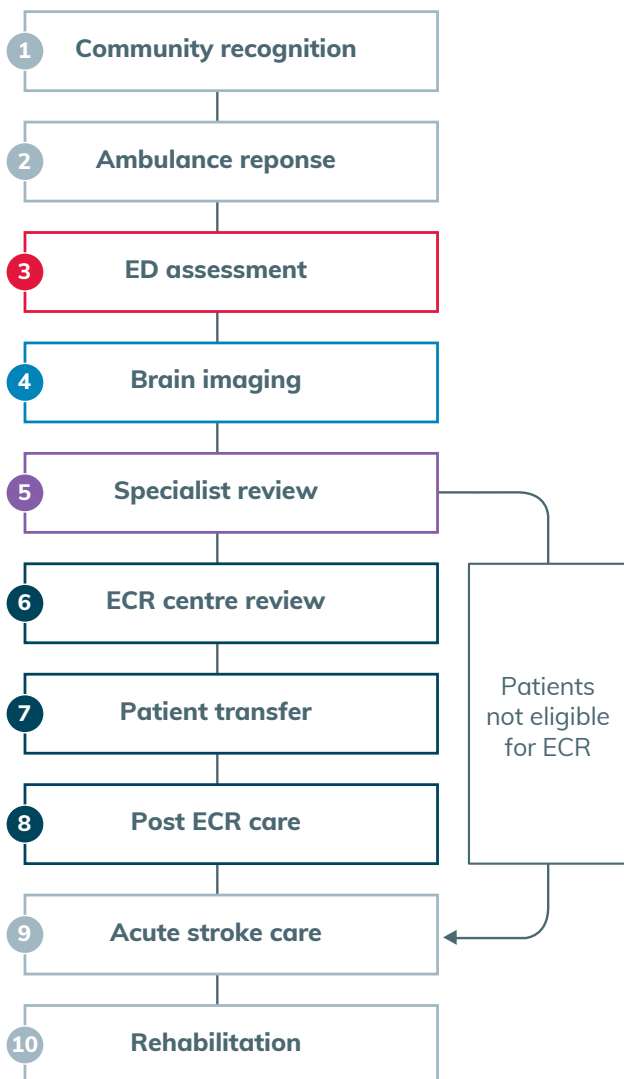 1 Community recognition
2 Ambulance reponse
3 ED assessment
4 Brain imaging
5 Specialist review
6 ECR centre review
7 Patient transfer
8 Post ECR care
Patients
not eligible
for ECR
9 Acute stroke care
10 Rehabilitation